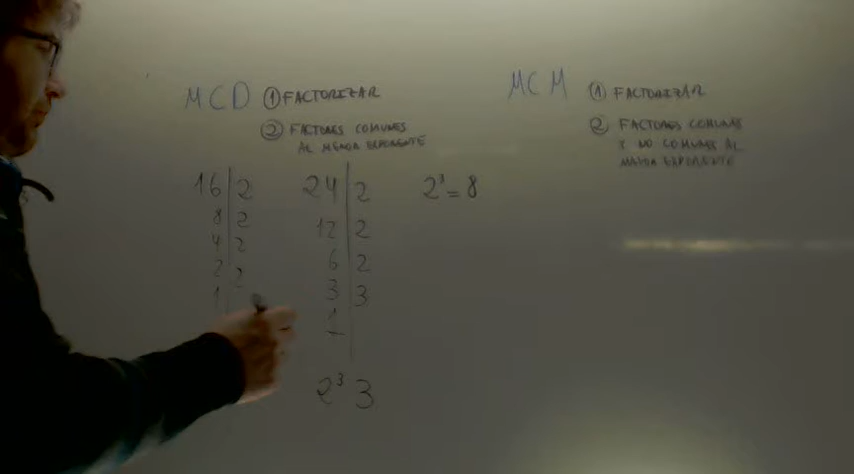 MCD ① FACTORIZAR
② FACTORES COMUNES
AL MENOR EXPONENTE
16 2
8 2
4 2
2 2
1
24 2
12 2
6 2
3 3
1
2³ 3
2³ = 8
MCM ① FACTORIZAR
② FACTORES COMUNES
Y NO COMUNES AL
MAYOR EXPONENTE